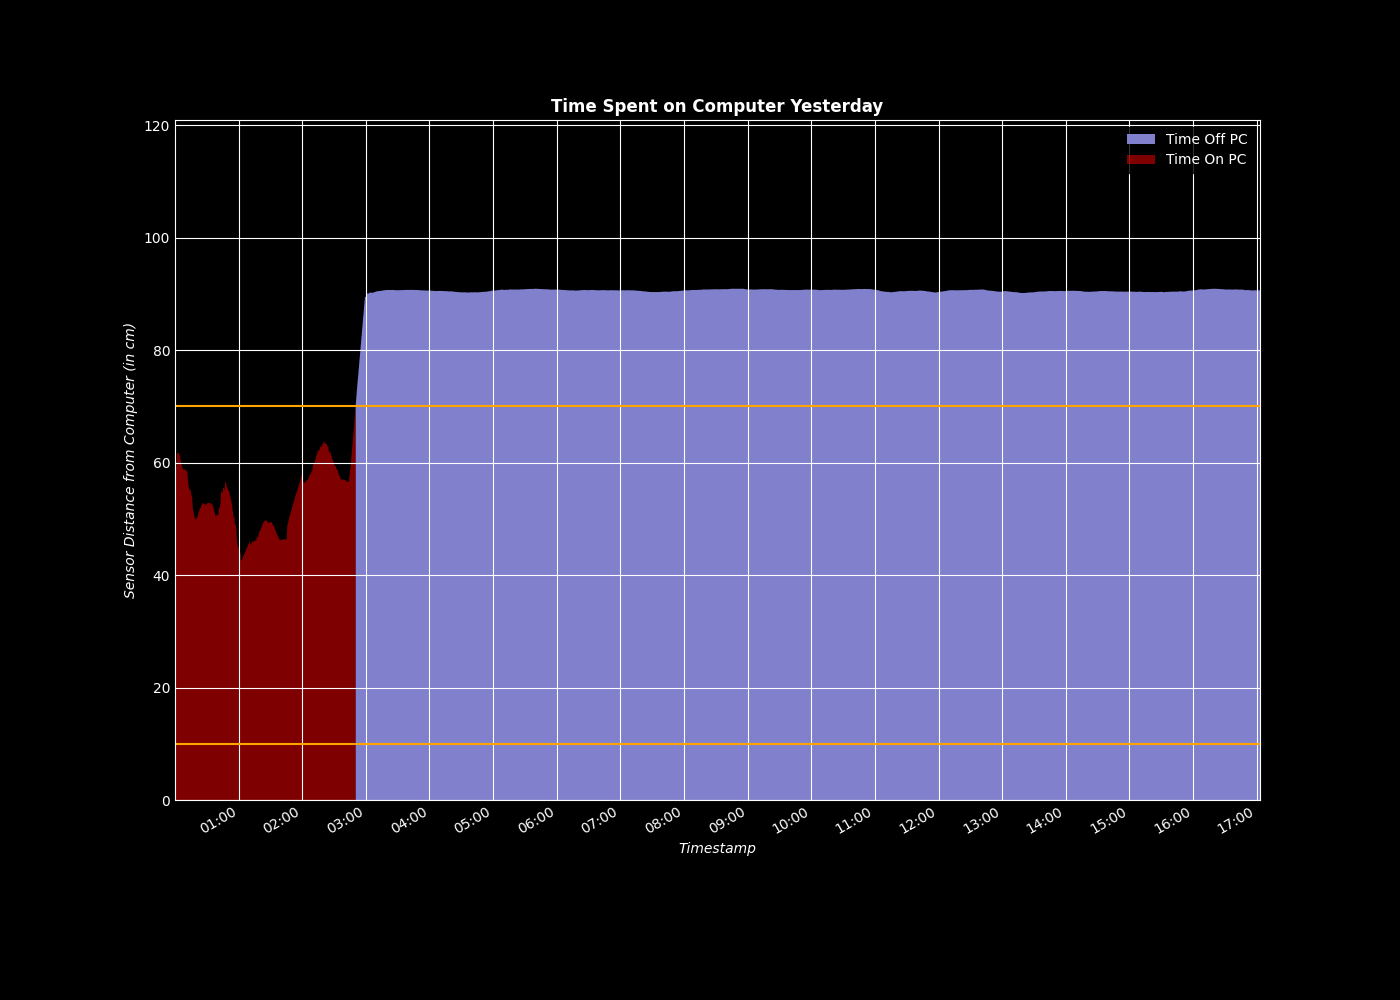 Time Spent on Computer Yesterday
Time Off PC
Time On PC
120
100
80
60
40
20
0
Sensor Distance from Computer (in cm)
01:00 02:00 03:00 04:00 05:00 06:00 07:00 08:00 09:00 10:00 11:00 12:00 13:00 14:00 15:00 16:00 17:00
Timestamp